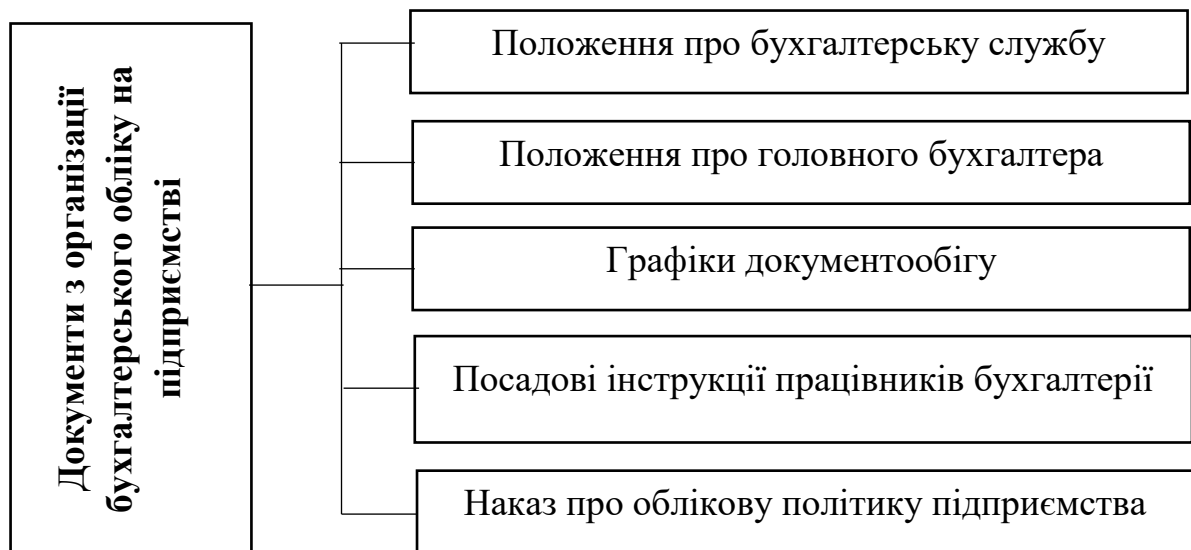 Документи з організації
бухгалтерського обліку на
підприємстві
Положення про бухгалтерську службу
Положення про головного бухгалтера
Графіки документообігу
Посадові інструкції працівників бухгалтерії
Наказ про облікову політику підприємства